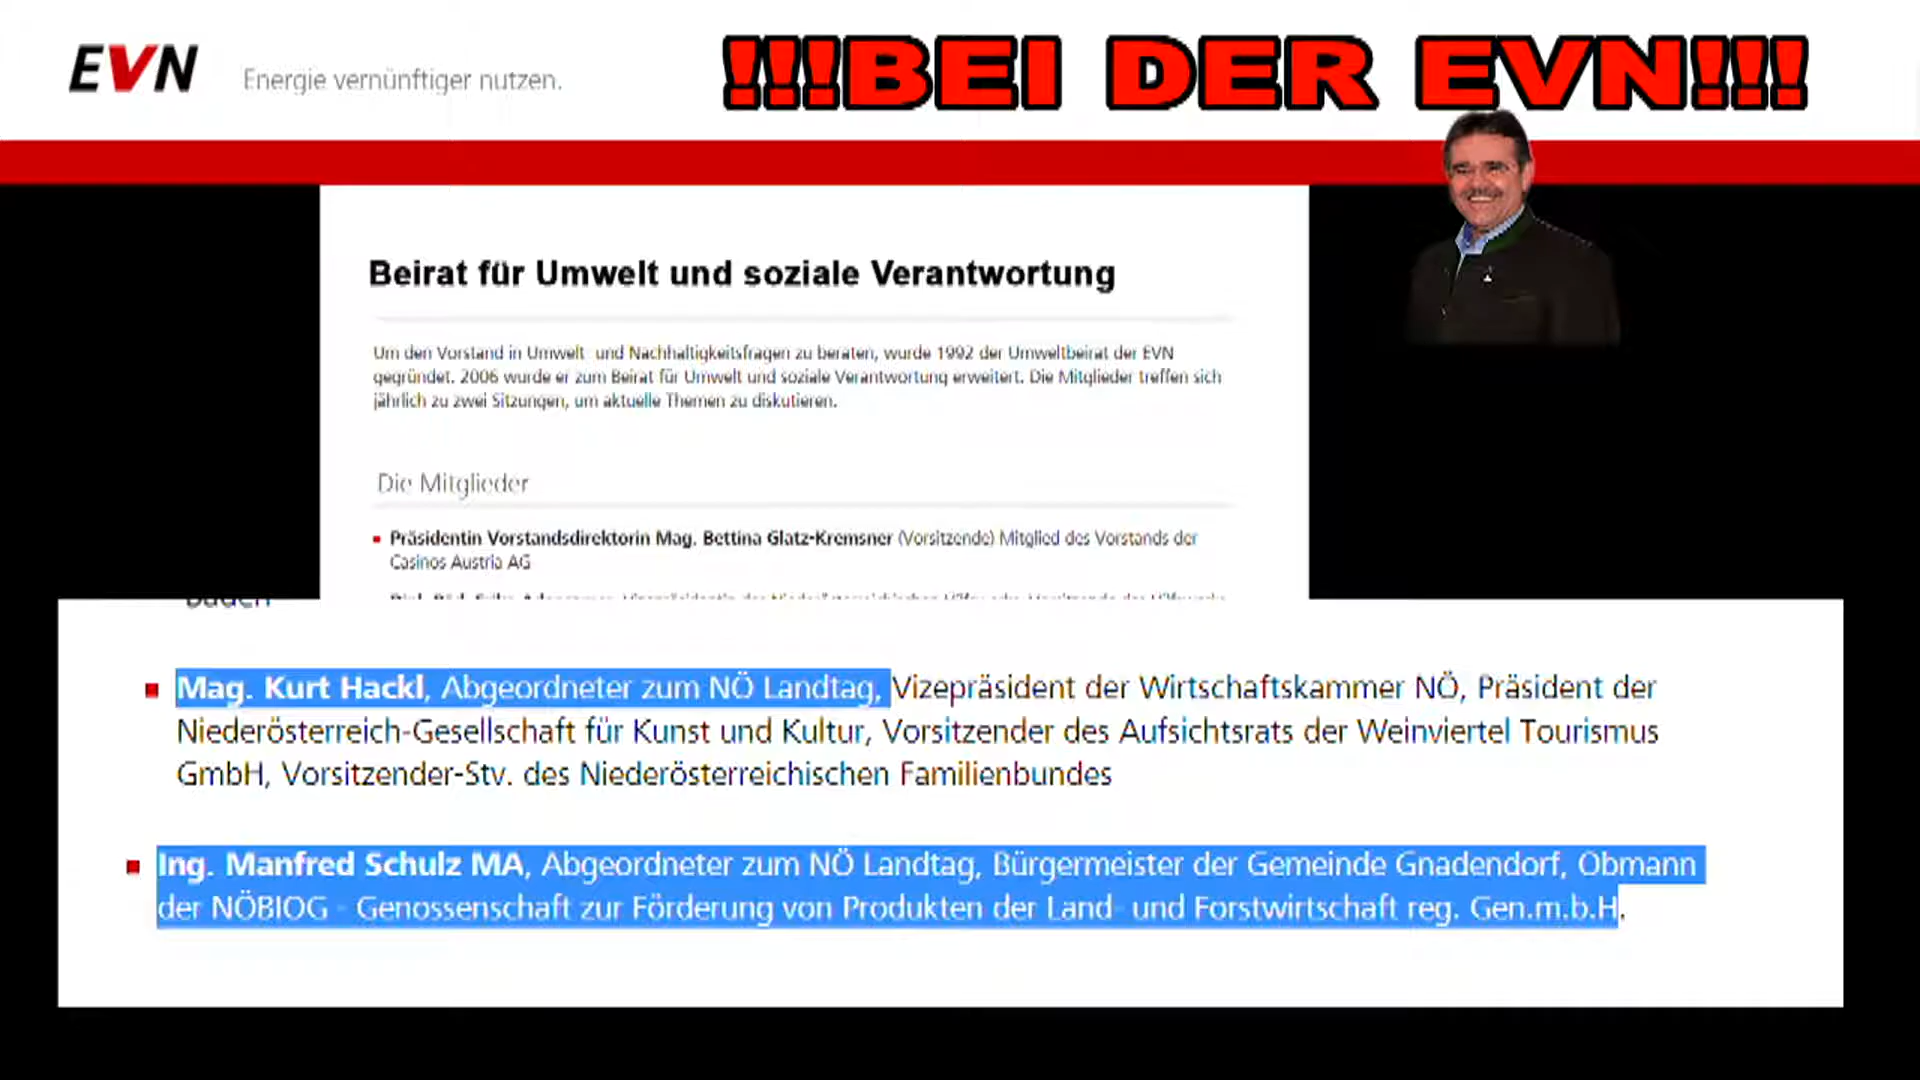 EVN
Energie vernünftiger nutzen.
!!!BEI DER EVN!!!
Beirat für Umwelt und soziale Verantwortung
Um den Vorstand in Umwelt- und Nachhaltigkeitsfragen zu beraten, wurde 1992 der Umweltbeirat der EVN
gegründet. 2006 wurde er zum Beirat für Umwelt und soziale Verantwortung erweitert. Die Mitglieder treffen sich
jährlich zu zwei Sitzungen, um aktuelle Themen zu diskutieren.
Die Mitglieder
Präsidentin Vorstandsdirektorin Mag. Bettina Glatz-Kremsner (Vorsitzende) Mitglied des Vorstands der
Casinos Austria AG
Baden
Mag. Kurt Hackl, Abgeordneter zum NÖ Landtag, Vizepräsident der Wirtschaftskammer NÖ, Präsident der
Niederösterreich-Gesellschaft für Kunst und Kultur, Vorsitzender des Aufsichtsrats der Weinviertel Tourismus
GmbH, Vorsitzender-Stv. des Niederösterreichischen Familienbundes
Ing. Manfred Schulz MA, Abgeordneter zum NÖ Landtag, Bürgermeister der Gemeinde Gnadendorf, Obmann
der NÖBIOG - Genossenschaft zur Förderung von Produkten der Land- und Forstwirtschaft reg. Gen.m.b.H.